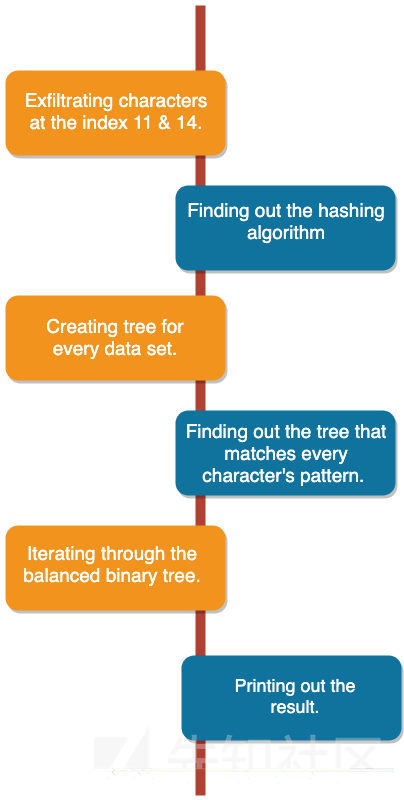 Exfiltrating characters
at the index 11 & 14.
Finding out the hashing
algorithm
Creating tree for
every data set.
Finding out the tree that
matches every
character's pattern.
Iterating through the
balanced binary tree.
Printing out the
result.
先知社区